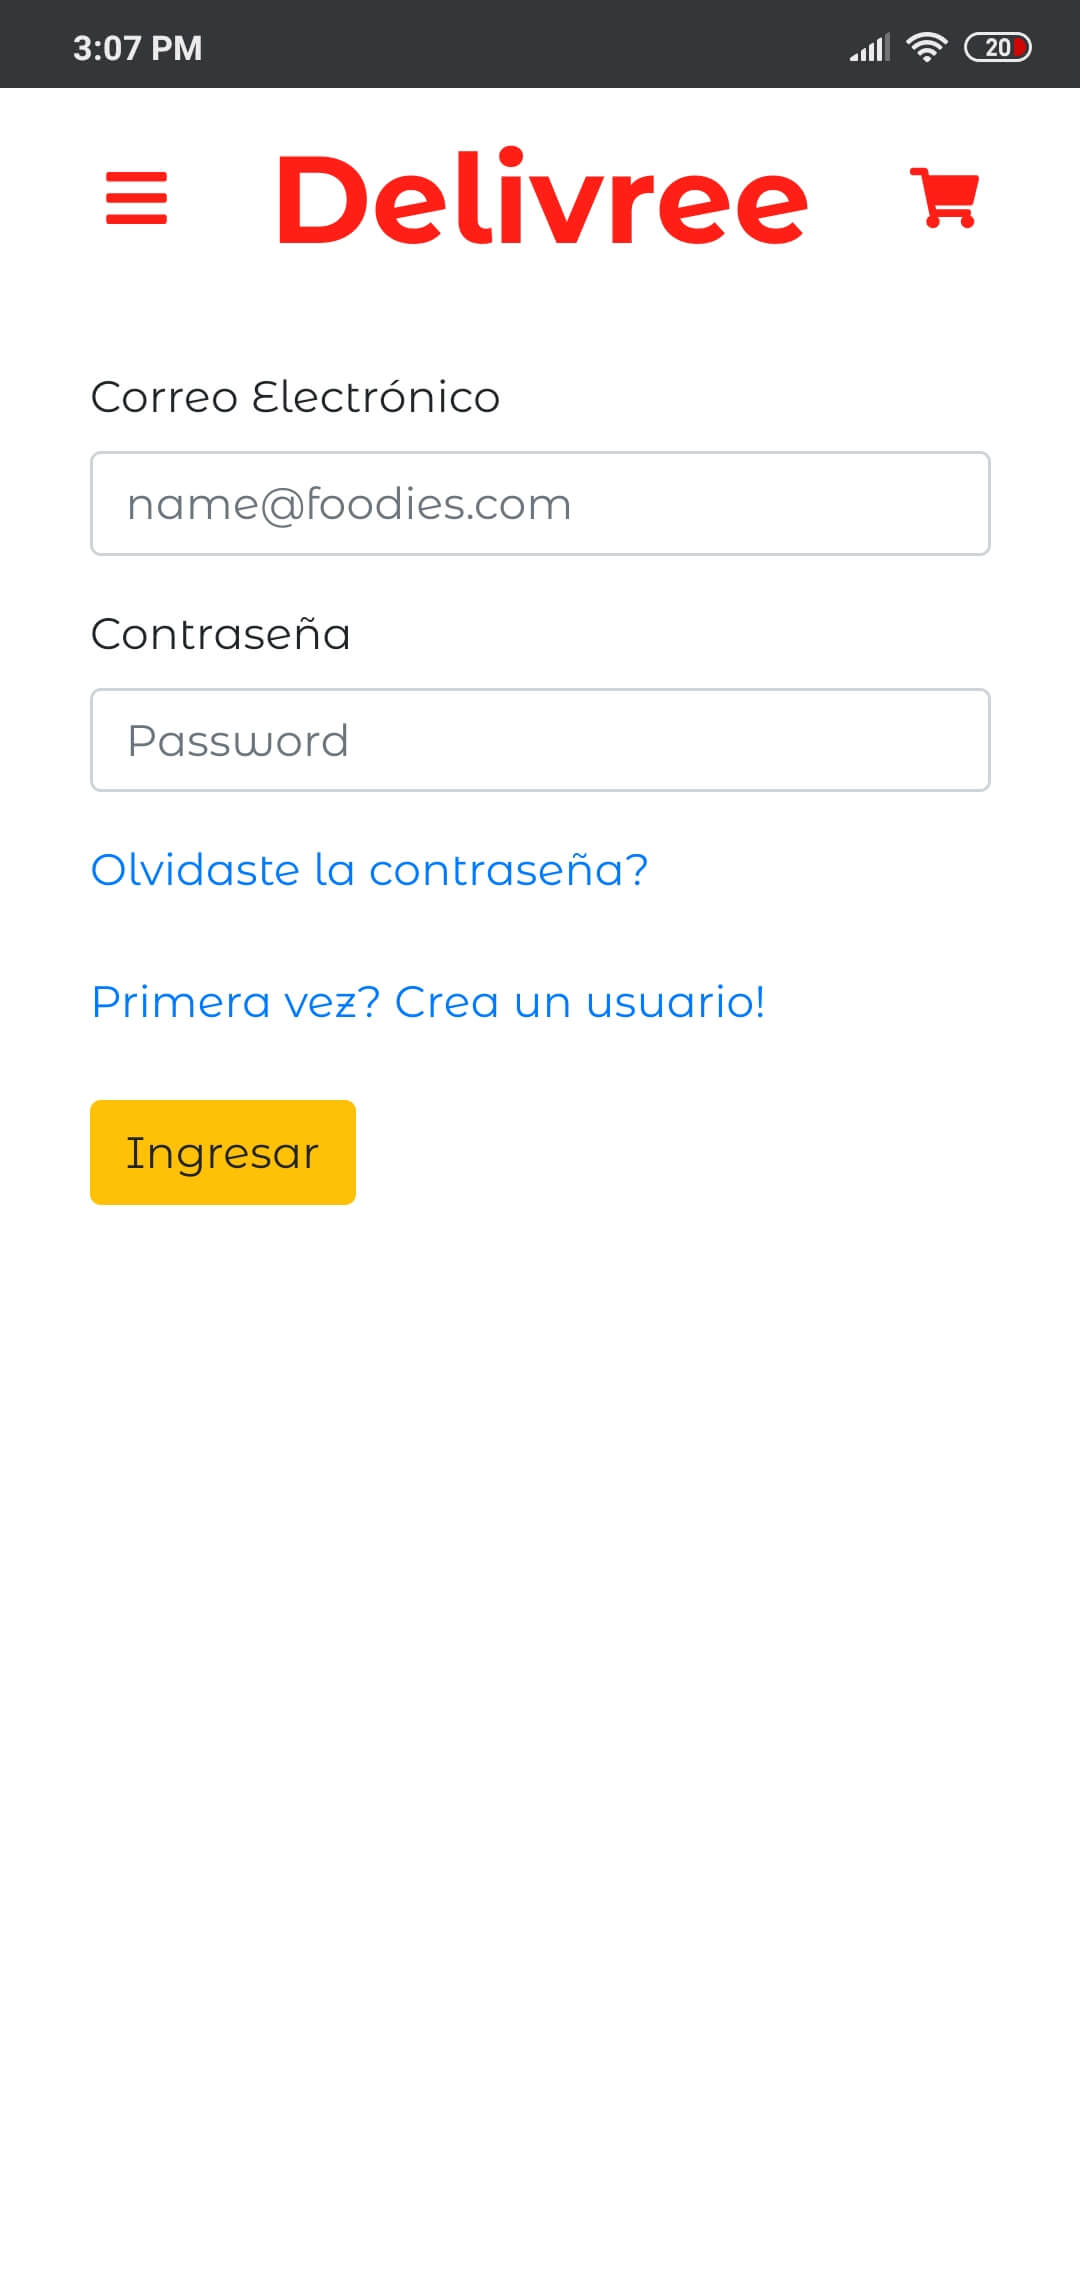 3:07 PM
20
Delivree
Correo Electrónico
name@foodies.com
Contraseña
Password
Olvidaste la contraseña?
Primera vez? Crea un usuario!
Ingresar